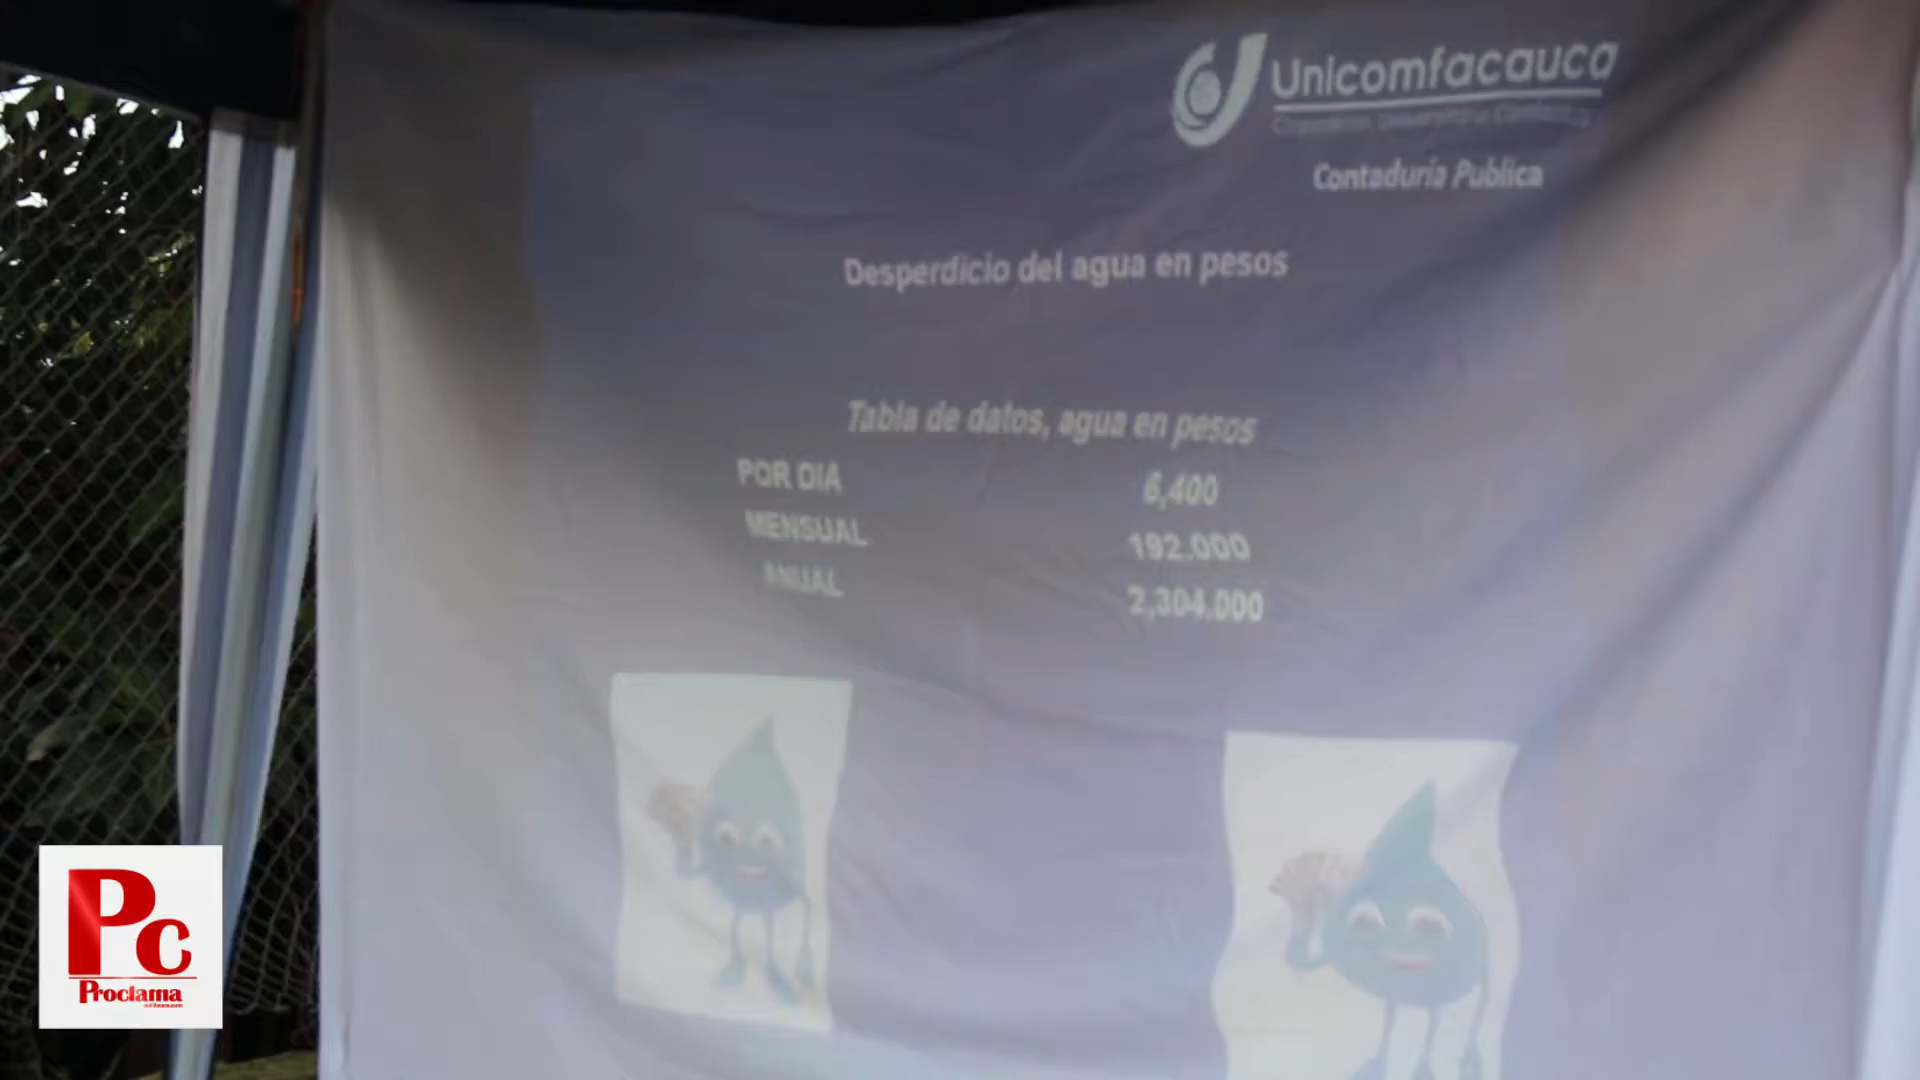 Unicomfacauca
Contaduría Publica
Desperdicio del agua en pesos
Tabla de datos, agua en pesos
POR DIA 6,400
MENSUAL 192.000
ANUAL 2,304.000
Pc
Proclama